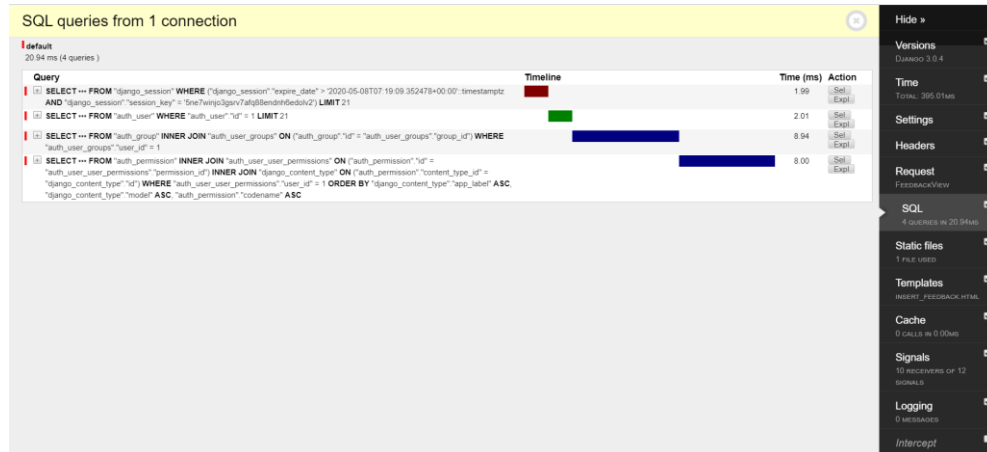 SQL queries from 1 connection
default
20.94 ms (4 queries )
Query Timeline Time (ms) Action
+ SELECT ••• FROM "django_session" WHERE ("django_session"."expire_date" > '2020-05-08T07:19:09.352478+00:00'::timestamptz
AND "django_session"."session_key" = '5ne7winjo3gsrv7afq88endnh6edolv2') LIMIT 21
1.99 Sel
Expl
+ SELECT ••• FROM "auth_user" WHERE "auth_user"."id" = 1 LIMIT 21
2.01 Sel
Expl
+ SELECT ••• FROM "auth_group" INNER JOIN "auth_user_groups" ON ("auth_group"."id" = "auth_user_groups"."group_id") WHERE
"auth_user_groups"."user_id" = 1
8.94 Sel
Expl
+ SELECT ••• FROM "auth_permission" INNER JOIN "auth_user_user_permissions" ON ("auth_permission"."id" =
"auth_user_user_permissions"."permission_id") INNER JOIN "django_content_type" ON ("auth_permission"."content_type_id" =
"django_content_type"."id") WHERE "auth_user_user_permissions"."user_id" = 1 ORDER BY "django_content_type"."app_label" ASC,
"django_content_type"."model" ASC, "auth_permission"."codename" ASC
8.00 Sel
Expl
Hide »
Versions
Django 3.0.4
Time
Total: 395.01ms
Settings
Headers
Request
FeedbackView
SQL
4 queries in 20.94ms
Static files
1 file used
Templates
insert_feedback.html
Cache
0 calls in 0.00ms
Signals
10 receivers of 12
signals
Logging
0 messages
Intercept